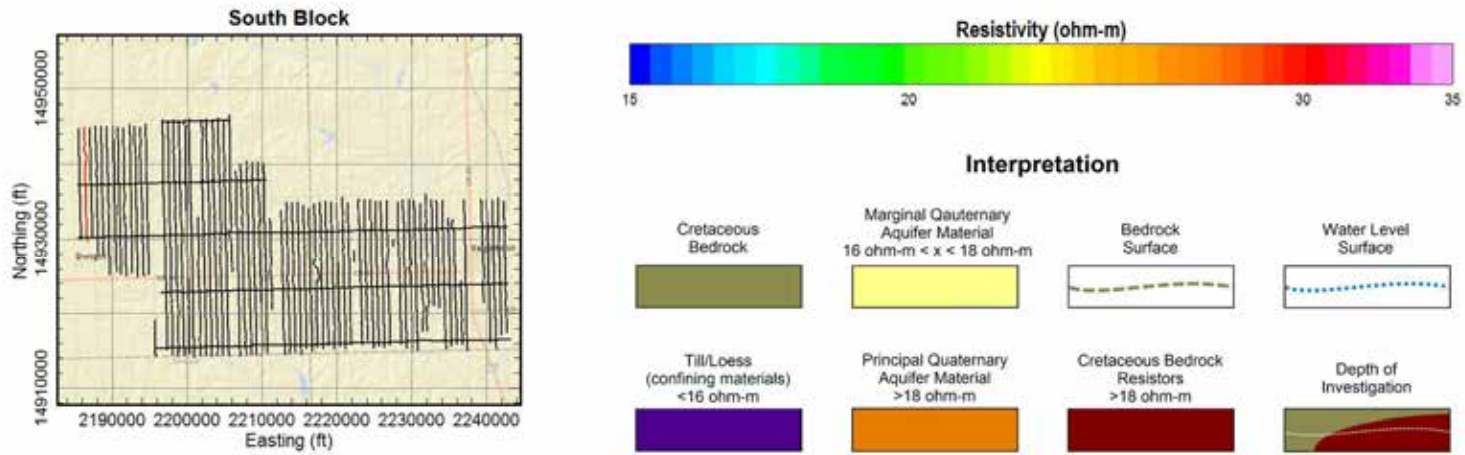 South Block
14950000
14930000
14910000
Northing (ft)
2190000 2200000 2210000 2220000 2230000 2240000
Easting (ft)
Resistivity (ohm-m)
15 20 30 35
Interpretation
Cretaceous
Bedrock
Marginal Qauternary
Aquifer Material
16 ohm-m < x < 18 ohm-m
Bedrock
Surface
Water Level
Surface
Till/Loess
(confining materials)
<16 ohm-m
Principal Quaternary
Aquifer Material
>18 ohm-m
Cretaceous Bedrock
Resistors
>18 ohm-m
Depth of
Investigation